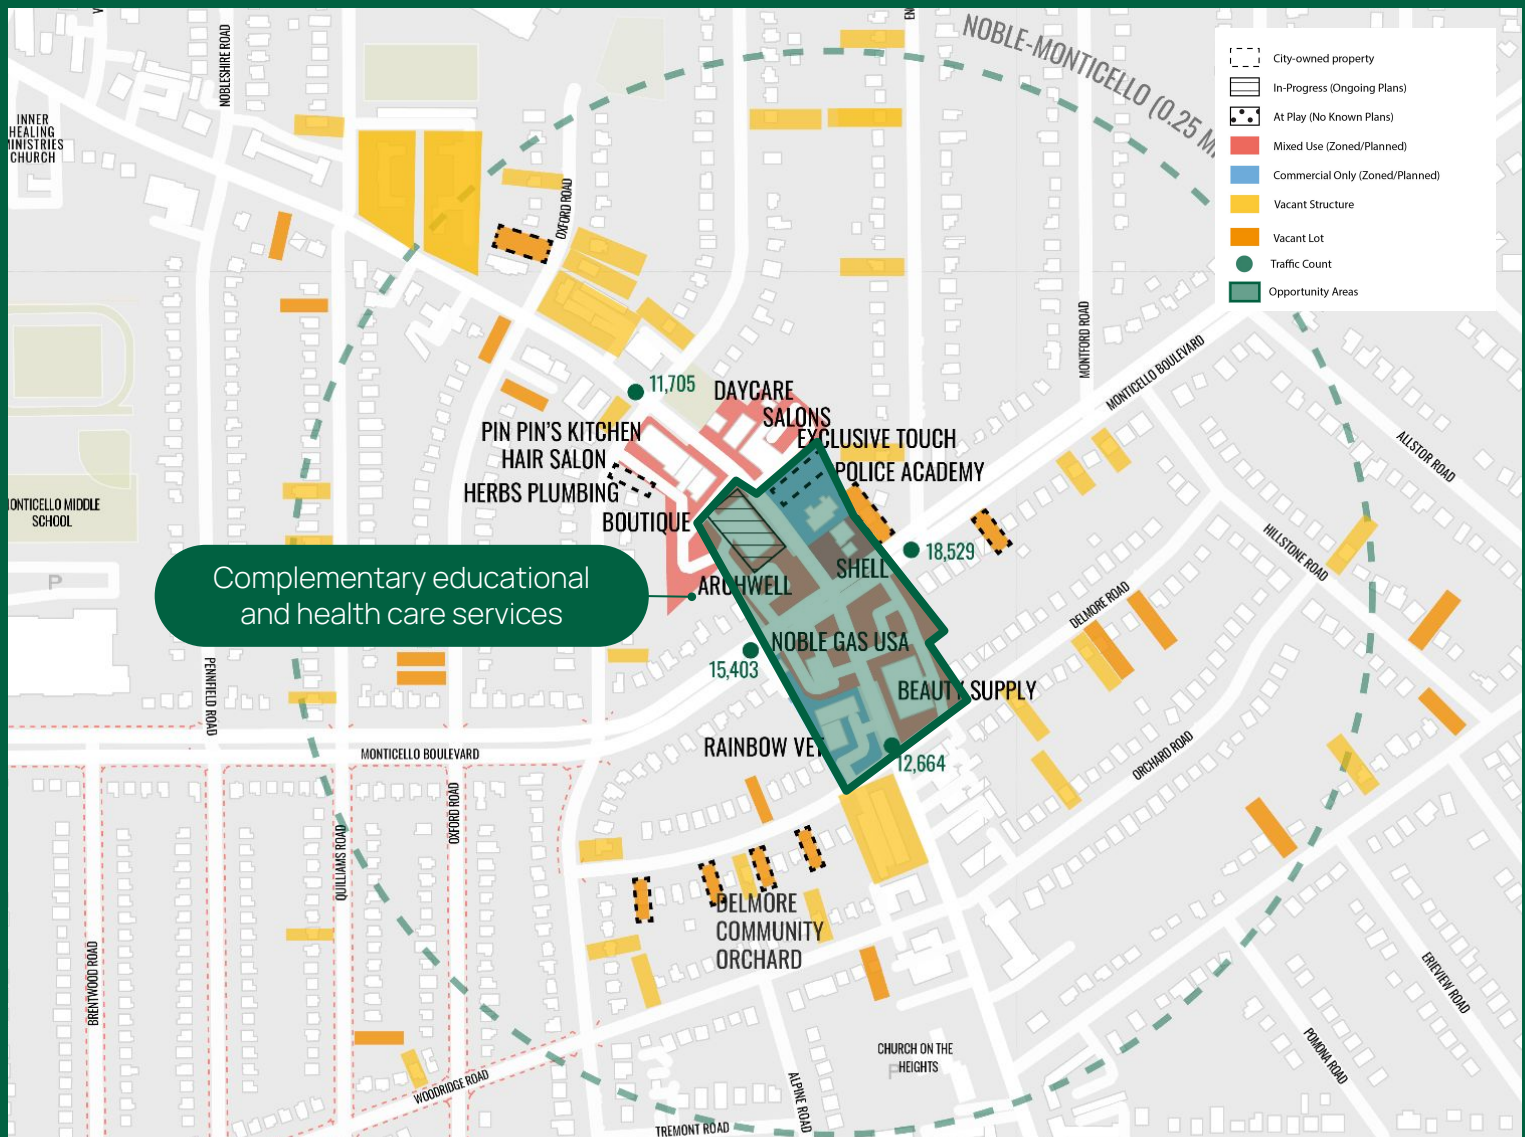 NOBLE-MONTICELLO (0.25 M
City-owned property
In-Progress (Ongoing Plans)
At Play (No Known Plans)
Mixed Use (Zoned/Planned)
Commercial Only (Zoned/Planned)
Vacant Structure
Vacant Lot
Traffic Count
Opportunity Areas
NOBLESHIRE ROAD
INNER
HEALING
MINISTRIES
CHURCH
OXFORD ROAD
MONTFORD ROAD
MONTICELLO BOULEVARD
ALLSTOR ROAD
11,705
DAYCARE
SALONS
PIN PIN'S KITCHEN
EXCLUSIVE TOUCH
HAIR SALON
POLICE ACADEMY
HERBS PLUMBING
MONTICELLO MIDDLE
SCHOOL
BOUTIQUE
18,529
HILLSTONE ROAD
SHELL
P
Complementary educational
and health care services
ARCHWELL
DELMORE ROAD
NOBLE GAS USA
15,403
PENNFIELD ROAD
BEAUTY SUPPLY
RAINBOW VET
MONTICELLO BOULEVARD
12,664
ORCHARD ROAD
OXFORD ROAD
QUILLIAMS ROAD
DELMORE
COMMUNITY
ORCHARD
BRENTWOOD ROAD
ERIEVIEW ROAD
CHURCH ON THE
HEIGHTS
P
POMONA ROAD
WOODRIDGE ROAD
ALPINE ROAD
TREMONT ROAD